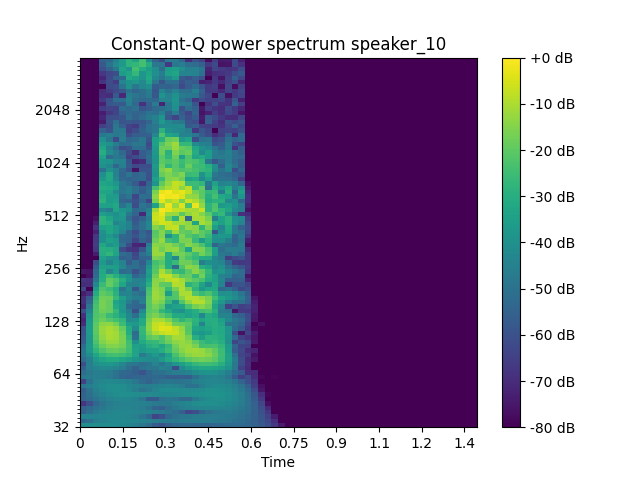 Constant-Q power spectrum speaker_10
Hz
2048
1024
512
256
128
64
32
0 0.15 0.3 0.45 0.6 0.75 0.9 1.1 1.2 1.4
Time
+0 dB
-10 dB
-20 dB
-30 dB
-40 dB
-50 dB
-60 dB
-70 dB
-80 dB